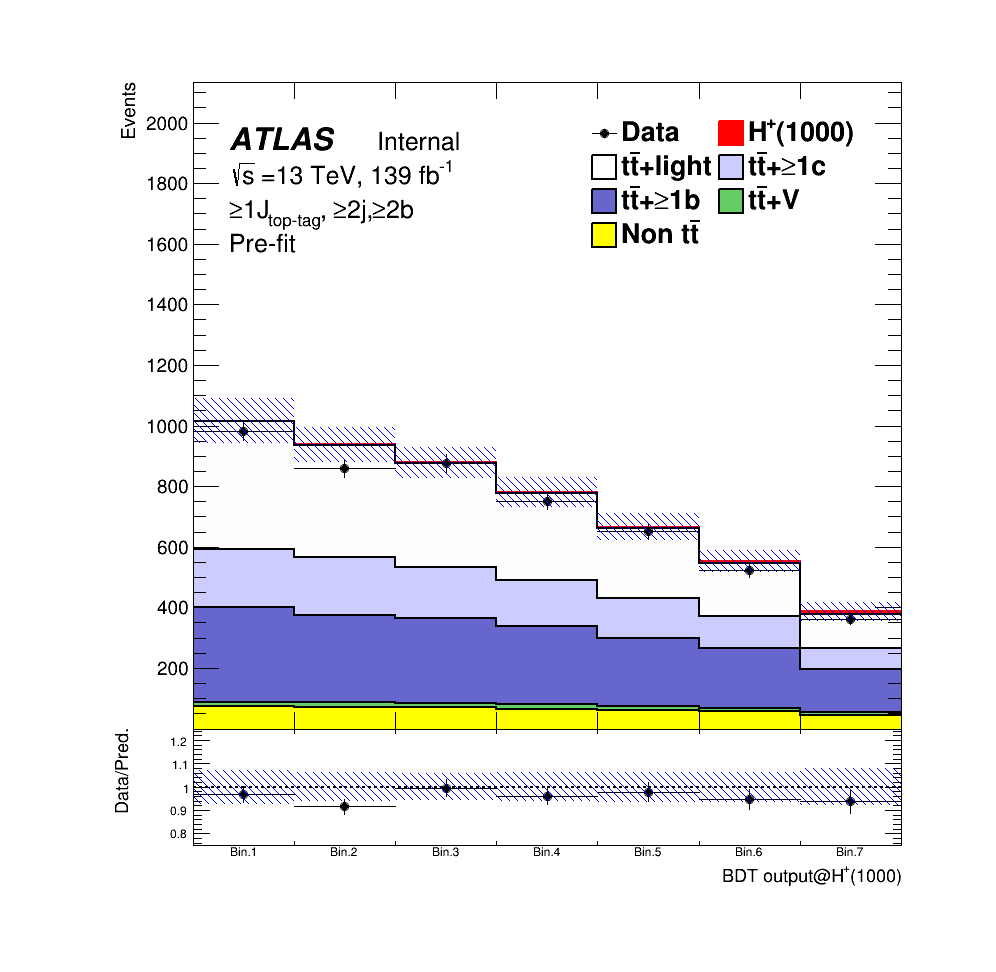 Events
2000
1800
1600
1400
1200
1000
800
600
400
200
ATLAS Internal
√s =13 TeV, 139 fb⁻¹
≥1J_top-tag, ≥2j,≥2b
Pre-fit
Data H⁺(1000)
tt̄+light tt̄+≥1c
tt̄+≥1b tt̄+V
Non tt̄
Data/Pred.
1.2
1.1
1
0.9
0.8
Bin.1 Bin.2 Bin.3 Bin.4 Bin.5 Bin.6 Bin.7
BDT output@H⁺(1000)